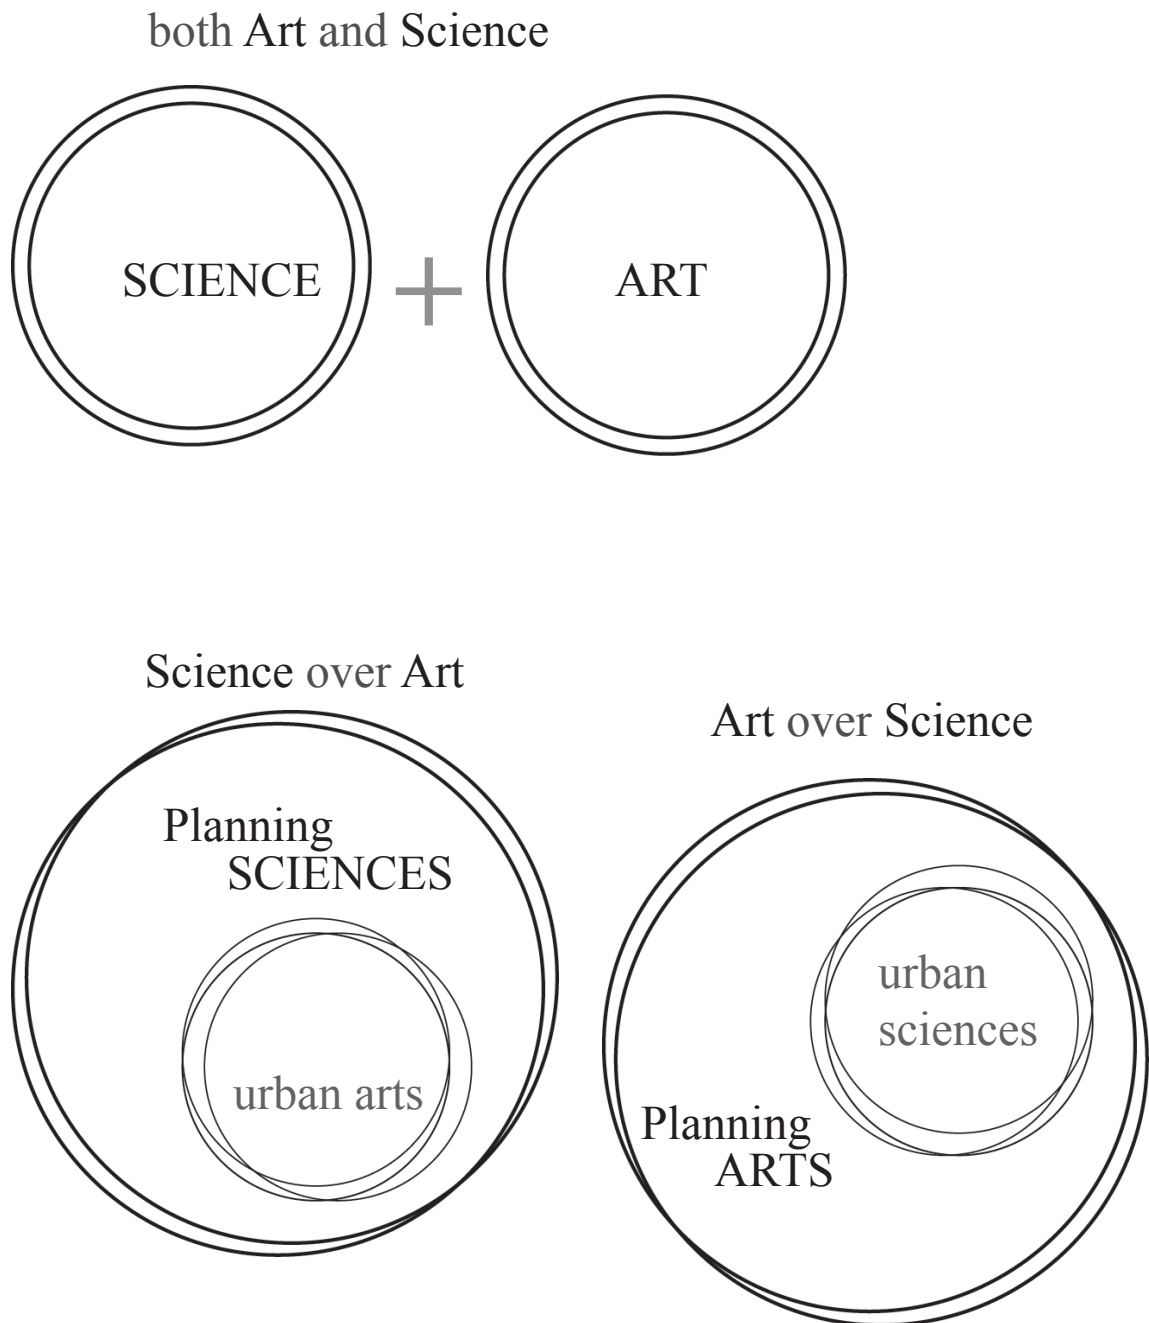 both Art and Science
SCIENCE
+
ART
Science over Art
Planning
SCIENCES
urban arts
Art over Science
urban
sciences
Planning
ARTS